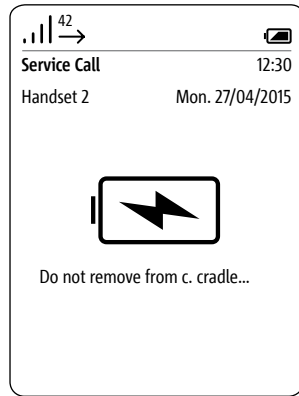 42
Service Call 12:30
Handset 2 Mon. 27/04/2015
Do not remove from c. cradle...